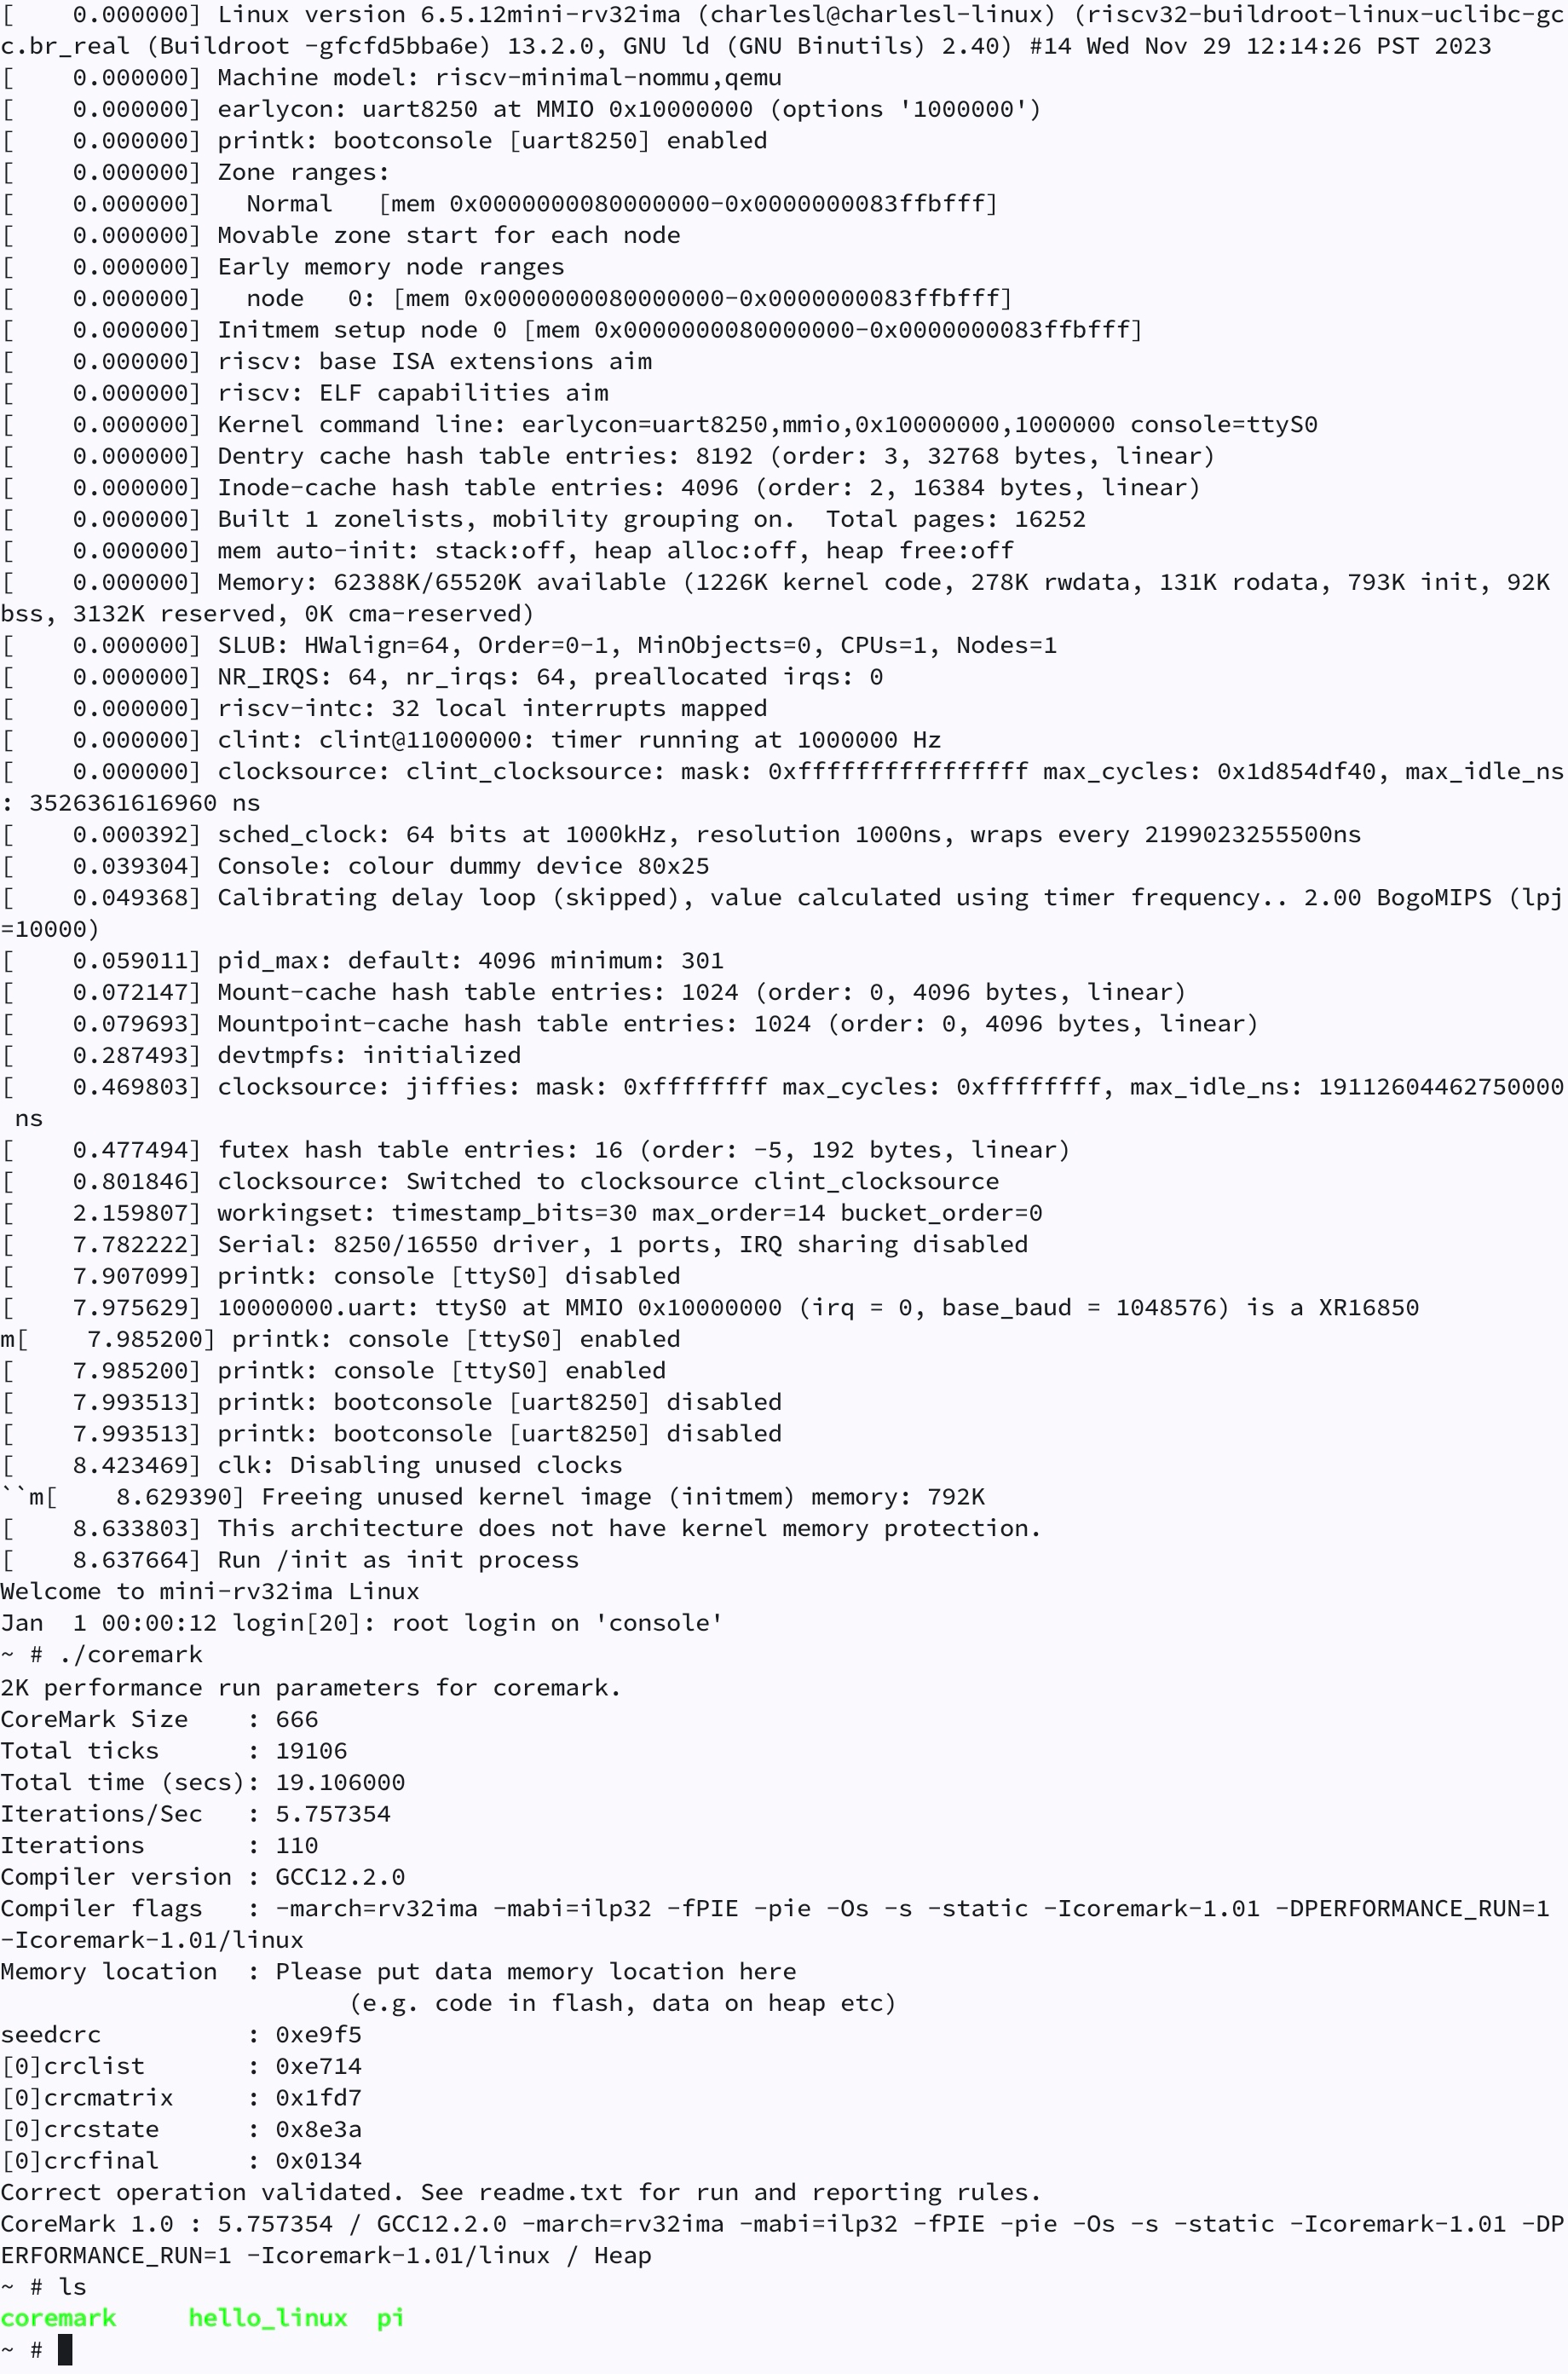 [    0.000000] Linux version 6.5.12mini-rv32ima (charlesl@charlesl-linux) (riscv32-buildroot-linux-uclibc-gc
c.br_real (Buildroot -gfcfd5bba6e) 13.2.0, GNU ld (GNU Binutils) 2.40) #14 Wed Nov 29 12:14:26 PST 2023
[    0.000000] Machine model: riscv-minimal-nommu,qemu
[    0.000000] earlycon: uart8250 at MMIO 0x10000000 (options '1000000')
[    0.000000] printk: bootconsole [uart8250] enabled
[    0.000000] Zone ranges:
[    0.000000]   Normal   [mem 0x0000000080000000-0x0000000083ffbfff]
[    0.000000] Movable zone start for each node
[    0.000000] Early memory node ranges
[    0.000000]   node   0: [mem 0x0000000080000000-0x0000000083ffbfff]
[    0.000000] Initmem setup node 0 [mem 0x0000000080000000-0x0000000083ffbfff]
[    0.000000] riscv: base ISA extensions aim
[    0.000000] riscv: ELF capabilities aim
[    0.000000] Kernel command line: earlycon=uart8250,mmio,0x10000000,1000000 console=ttyS0
[    0.000000] Dentry cache hash table entries: 8192 (order: 3, 32768 bytes, linear)
[    0.000000] Inode-cache hash table entries: 4096 (order: 2, 16384 bytes, linear)
[    0.000000] Built 1 zonelists, mobility grouping on.  Total pages: 16252
[    0.000000] mem auto-init: stack:off, heap alloc:off, heap free:off
[    0.000000] Memory: 62388K/65520K available (1226K kernel code, 278K rwdata, 131K rodata, 793K init, 92K
bss, 3132K reserved, 0K cma-reserved)
[    0.000000] SLUB: HWalign=64, Order=0-1, MinObjects=0, CPUs=1, Nodes=1
[    0.000000] NR_IRQS: 64, nr_irqs: 64, preallocated irqs: 0
[    0.000000] riscv-intc: 32 local interrupts mapped
[    0.000000] clint: clint@11000000: timer running at 1000000 Hz
[    0.000000] clocksource: clint_clocksource: mask: 0xffffffffffffffff max_cycles: 0x1d854df40, max_idle_ns
: 3526361616960 ns
[    0.000392] sched_clock: 64 bits at 1000kHz, resolution 1000ns, wraps every 2199023255500ns
[    0.039304] Console: colour dummy device 80x25
[    0.049368] Calibrating delay loop (skipped), value calculated using timer frequency.. 2.00 BogoMIPS (lpj
=10000)
[    0.059011] pid_max: default: 4096 minimum: 301
[    0.072147] Mount-cache hash table entries: 1024 (order: 0, 4096 bytes, linear)
[    0.079693] Mountpoint-cache hash table entries: 1024 (order: 0, 4096 bytes, linear)
[    0.287493] devtmpfs: initialized
[    0.469803] clocksource: jiffies: mask: 0xffffffff max_cycles: 0xffffffff, max_idle_ns: 19112604462750000
 ns
[    0.477494] futex hash table entries: 16 (order: -5, 192 bytes, linear)
[    0.801846] clocksource: Switched to clocksource clint_clocksource
[    2.159807] workingset: timestamp_bits=30 max_order=14 bucket_order=0
[    7.782222] Serial: 8250/16550 driver, 1 ports, IRQ sharing disabled
[    7.907099] printk: console [ttyS0] disabled
[    7.975629] 10000000.uart: ttyS0 at MMIO 0x10000000 (irq = 0, base_baud = 1048576) is a XR16850
m[    7.985200] printk: console [ttyS0] enabled
[    7.985200] printk: console [ttyS0] enabled
[    7.993513] printk: bootconsole [uart8250] disabled
[    7.993513] printk: bootconsole [uart8250] disabled
[    8.423469] clk: Disabling unused clocks
``m[    8.629390] Freeing unused kernel image (initmem) memory: 792K
[    8.633803] This architecture does not have kernel memory protection.
[    8.637664] Run /init as init process
Welcome to mini-rv32ima Linux
Jan  1 00:00:12 login[20]: root login on 'console'
~ # ./coremark
2K performance run parameters for coremark.
CoreMark Size    : 666
Total ticks      : 19106
Total time (secs): 19.106000
Iterations/Sec   : 5.757354
Iterations       : 110
Compiler version : GCC12.2.0
Compiler flags   : -march=rv32ima -mabi=ilp32 -fPIE -pie -Os -s -static -Icoremark-1.01 -DPERFORMANCE_RUN=1
-Icoremark-1.01/linux
Memory location  : Please put data memory location here
                        (e.g. code in flash, data on heap etc)
seedcrc          : 0xe9f5
[0]crclist       : 0xe714
[0]crcmatrix     : 0x1fd7
[0]crcstate      : 0x8e3a
[0]crcfinal      : 0x0134
Correct operation validated. See readme.txt for run and reporting rules.
CoreMark 1.0 : 5.757354 / GCC12.2.0 -march=rv32ima -mabi=ilp32 -fPIE -pie -Os -s -static -Icoremark-1.01 -DP
ERFORMANCE_RUN=1 -Icoremark-1.01/linux / Heap
~ # ls
coremark     hello_linux  pi
~ #